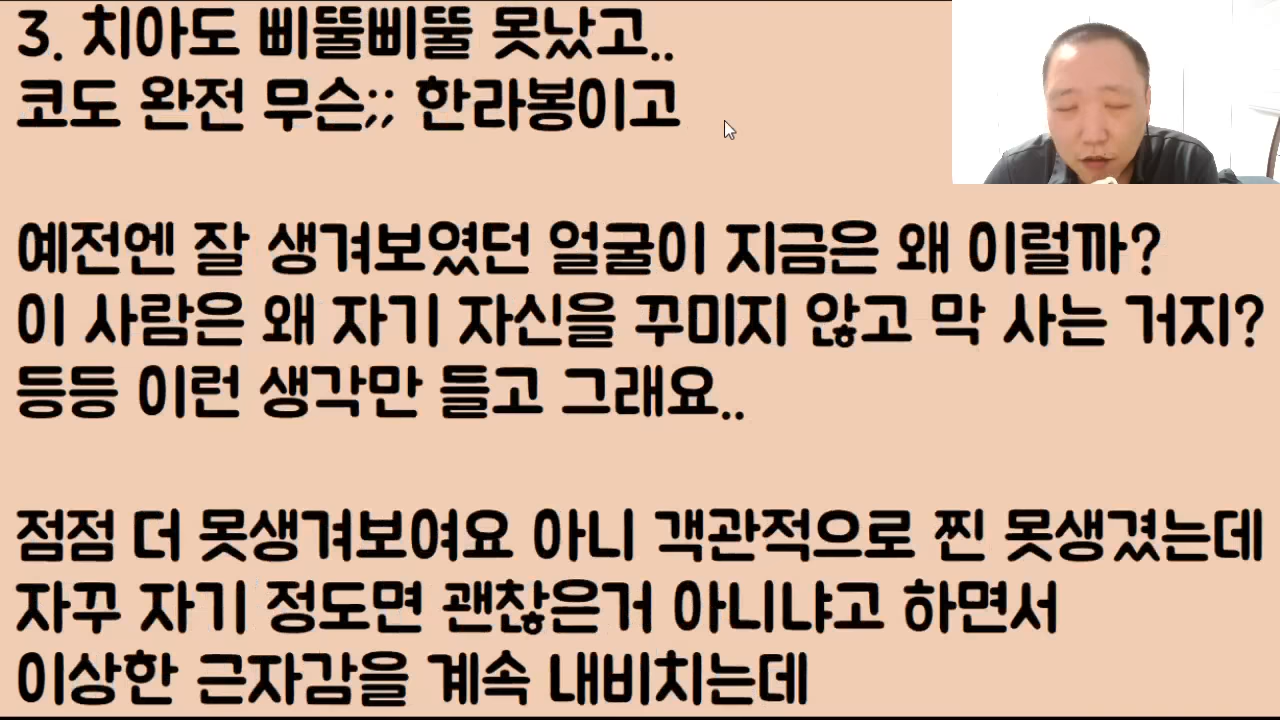 3. 치아도 삐뚤삐뚤 못났고..
코도 완전 무슨;; 한라봉이고
예전엔 잘 생겨보였던 얼굴이 지금은 왜 이럴까?
이 사람은 왜 자기 자신을 꾸미지 않고 막 사는 거지?
등등 이런 생각만 들고 그래요..
점점 더 못생겨보여요 아니 객관적으로 찐 못생겼는데
자꾸 자기 정도면 괜찮은거 아니냐고 하면서
이상한 근자감을 계속 내비치는데